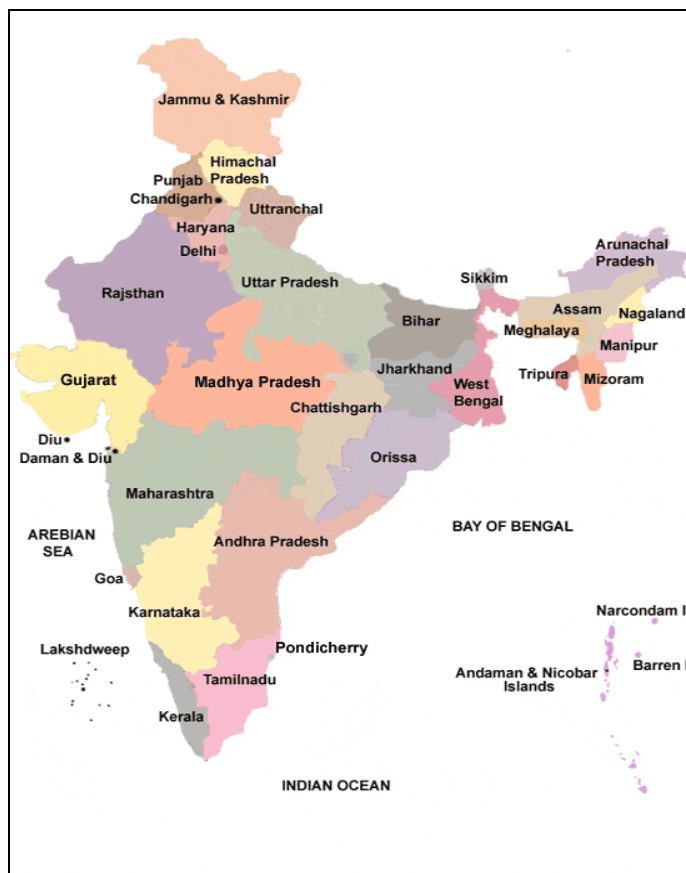 Jammu & Kashmir
Himachal
Pradesh
Punjab
Chandigarh
Uttranchal
Haryana
Delhi
Arunachal
Pradesh
Sikkim
Rajsthan
Uttar Pradesh
Assam
Nagaland
Bihar
Meghalaya
Manipur
Gujarat
Madhya Pradesh
Jharkhand
West
Bengal
Tripura
Mizoram
Chattishgarh
Diu
Daman & Diu
Orissa
Maharashtra
AREBIAN
SEA
Andhra Pradesh
BAY OF BENGAL
Goa
Karnataka
Narcondam I
Lakshdweep
Pondicherry
Tamilnadu
Andaman & Nicobar
Islands
Barren
Kerala
INDIAN OCEAN